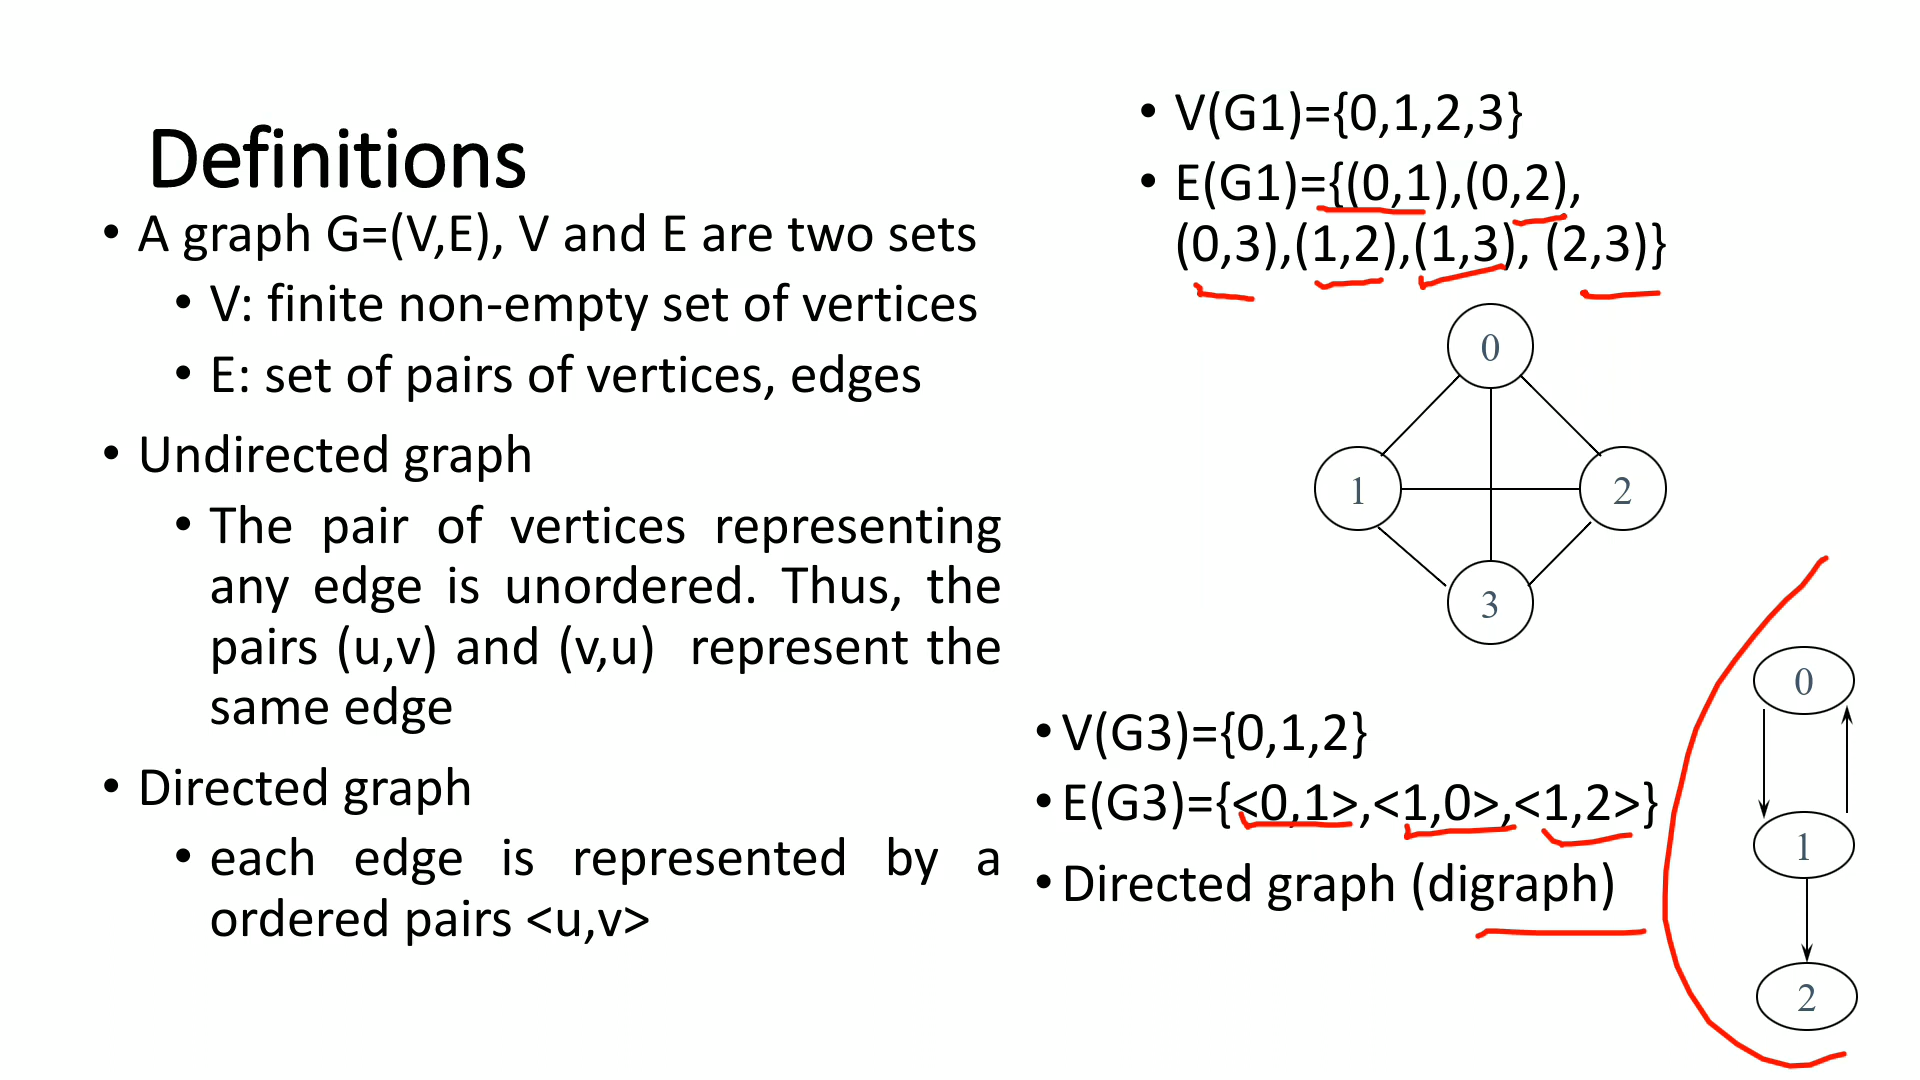 Definitions
• A graph G=(V,E), V and E are two sets
• V: finite non-empty set of vertices
• E: set of pairs of vertices, edges
• Undirected graph
• The pair of vertices representing
any edge is unordered. Thus, the
pairs (u,v) and (v,u) represent the
same edge
• Directed graph
• each edge is represented by a
ordered pairs <u,v>
• V(G1)={0,1,2,3}
• E(G1)={(0,1),(0,2),
(0,3),(1,2),(1,3), (2,3)}
0
1
2
3
• V(G3)={0,1,2}
• E(G3)={<0,1>,<1,0>,<1,2>}
• Directed graph (digraph)
0
1
2